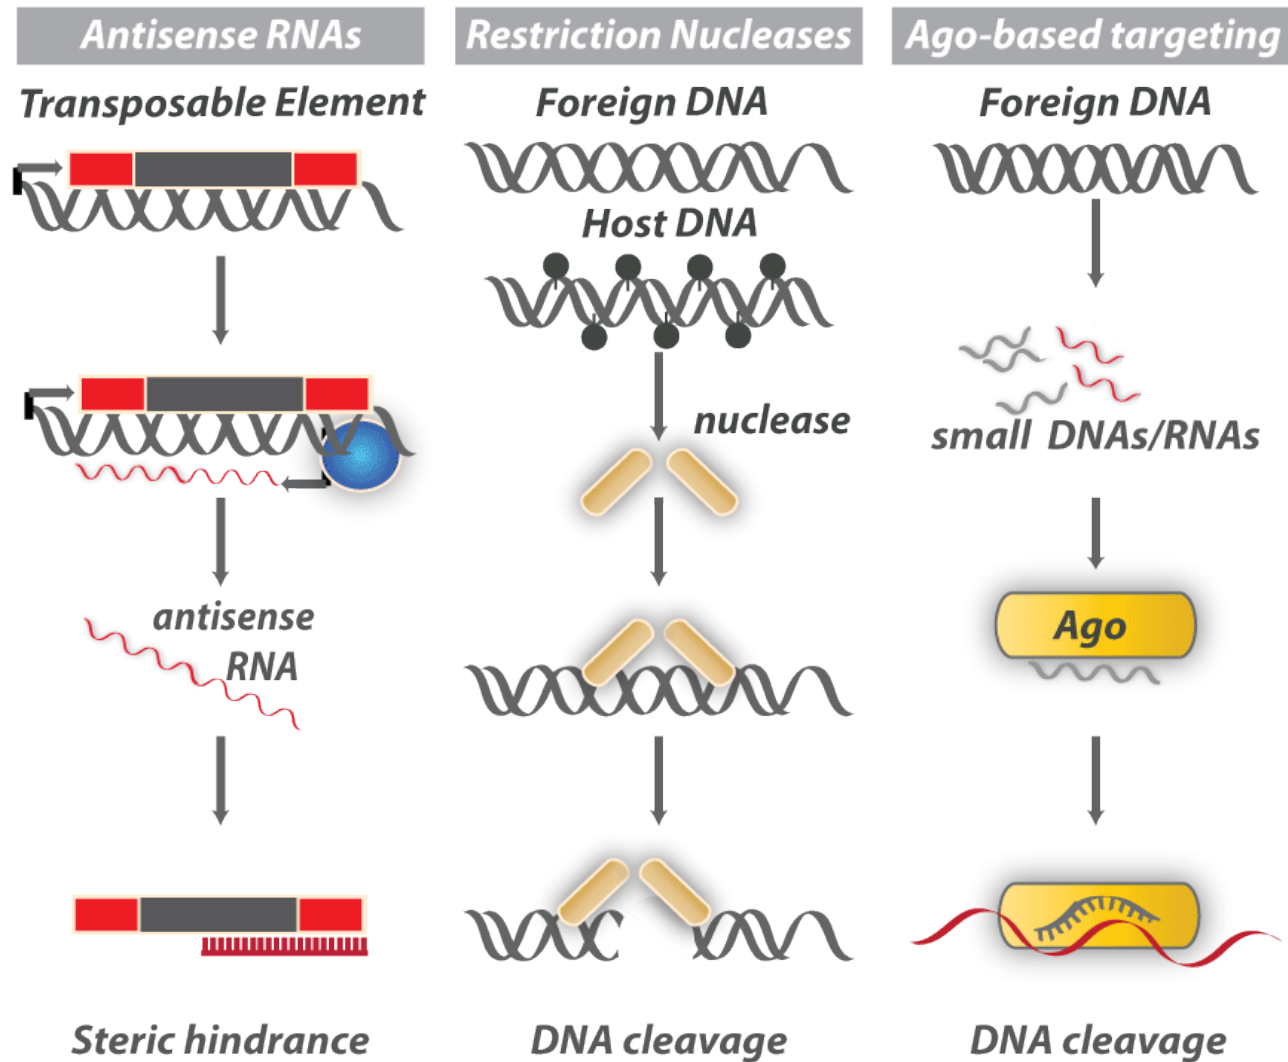 Antisense RNAs
Transposable Element
antisense
RNA
Steric hindrance
Restriction Nucleases
Foreign DNA
Host DNA
nuclease
DNA cleavage
Ago-based targeting
Foreign DNA
small DNAs/RNAs
Ago
DNA cleavage